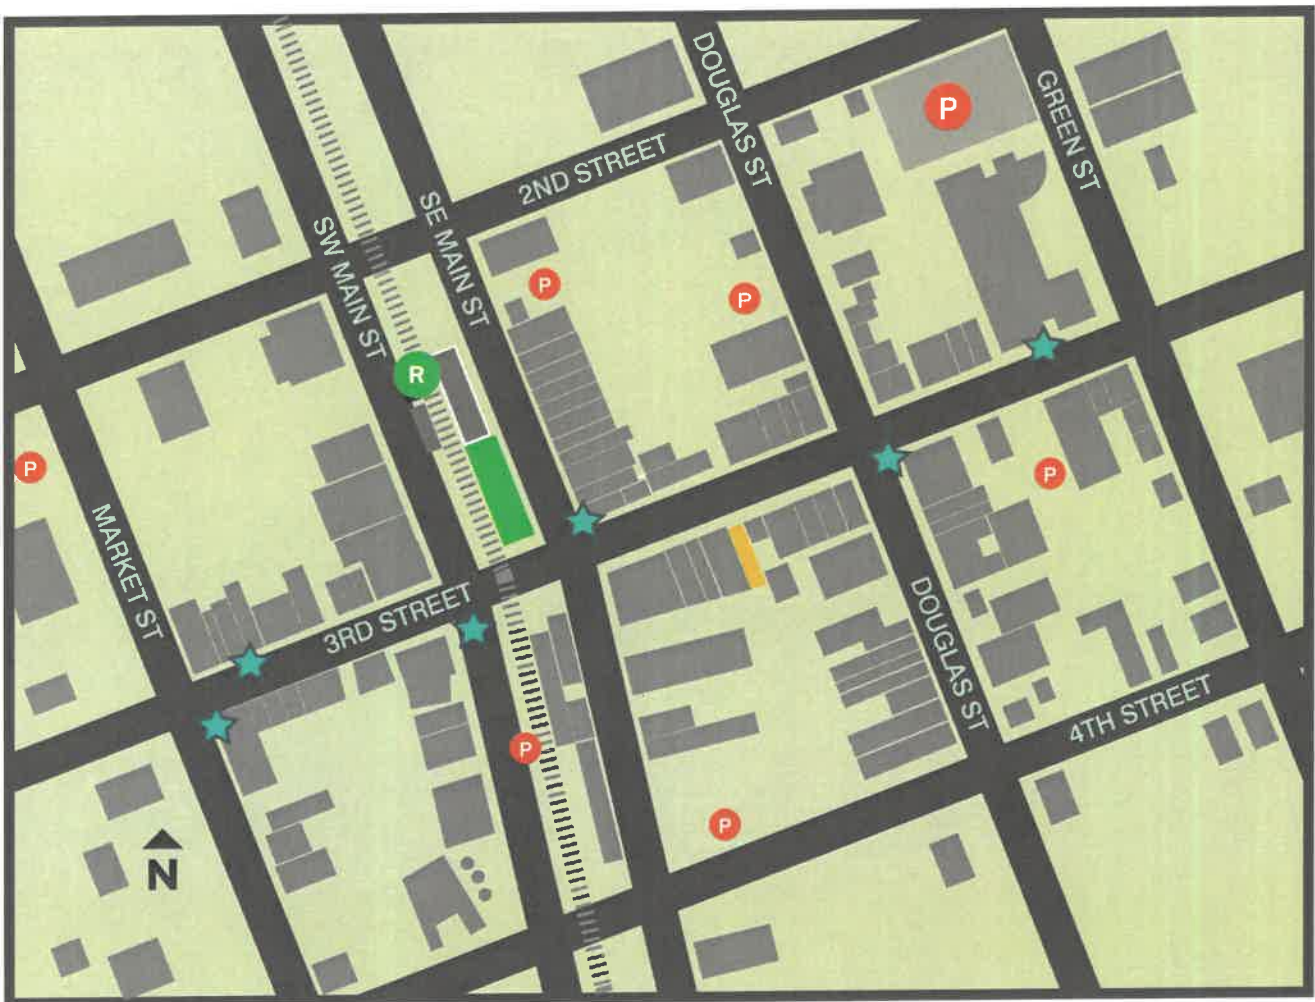 DOUGLAS ST
GREEN ST
P
2ND STREET
SE MAIN ST
SW MAIN ST
P
P
R
P
P
MARKET ST
3RD STREET
DOUGLAS ST
4TH STREET
P
P
N